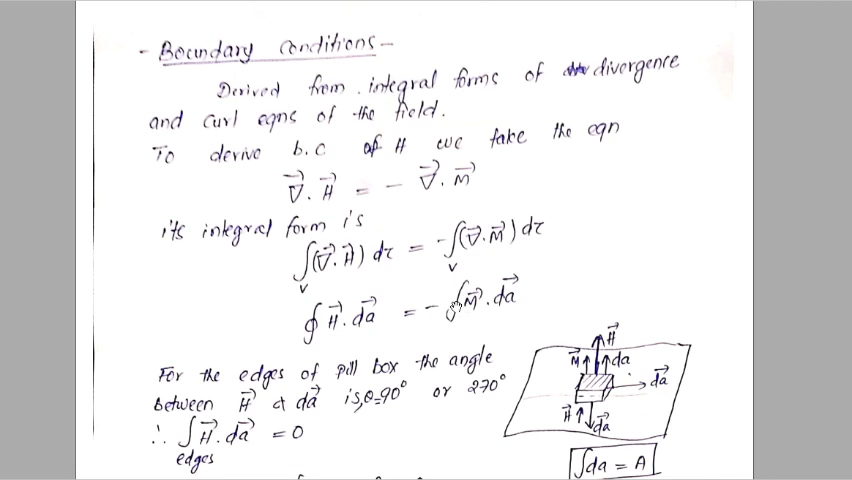 - Boundary Conditions -
Derived from integral forms of divergence
and curl eqns of the field.
To derive b.c of H we take the eqn
∇⃗. H⃗ = - ∇⃗. M⃗
its integral form is
∫(∇⃗. H⃗) dτ = -∫(∇⃗. M⃗) dτ
v v
∮ H⃗. da⃗ = - ∮ M⃗. da⃗
For the edges of pill box the angle
between H⃗ & da⃗ is, θ=90° or 270°
∴ ∫ H⃗. da⃗ = 0
edges
H⃗
M⃗ da
da⃗
H⃗ da⃗
∫da = A